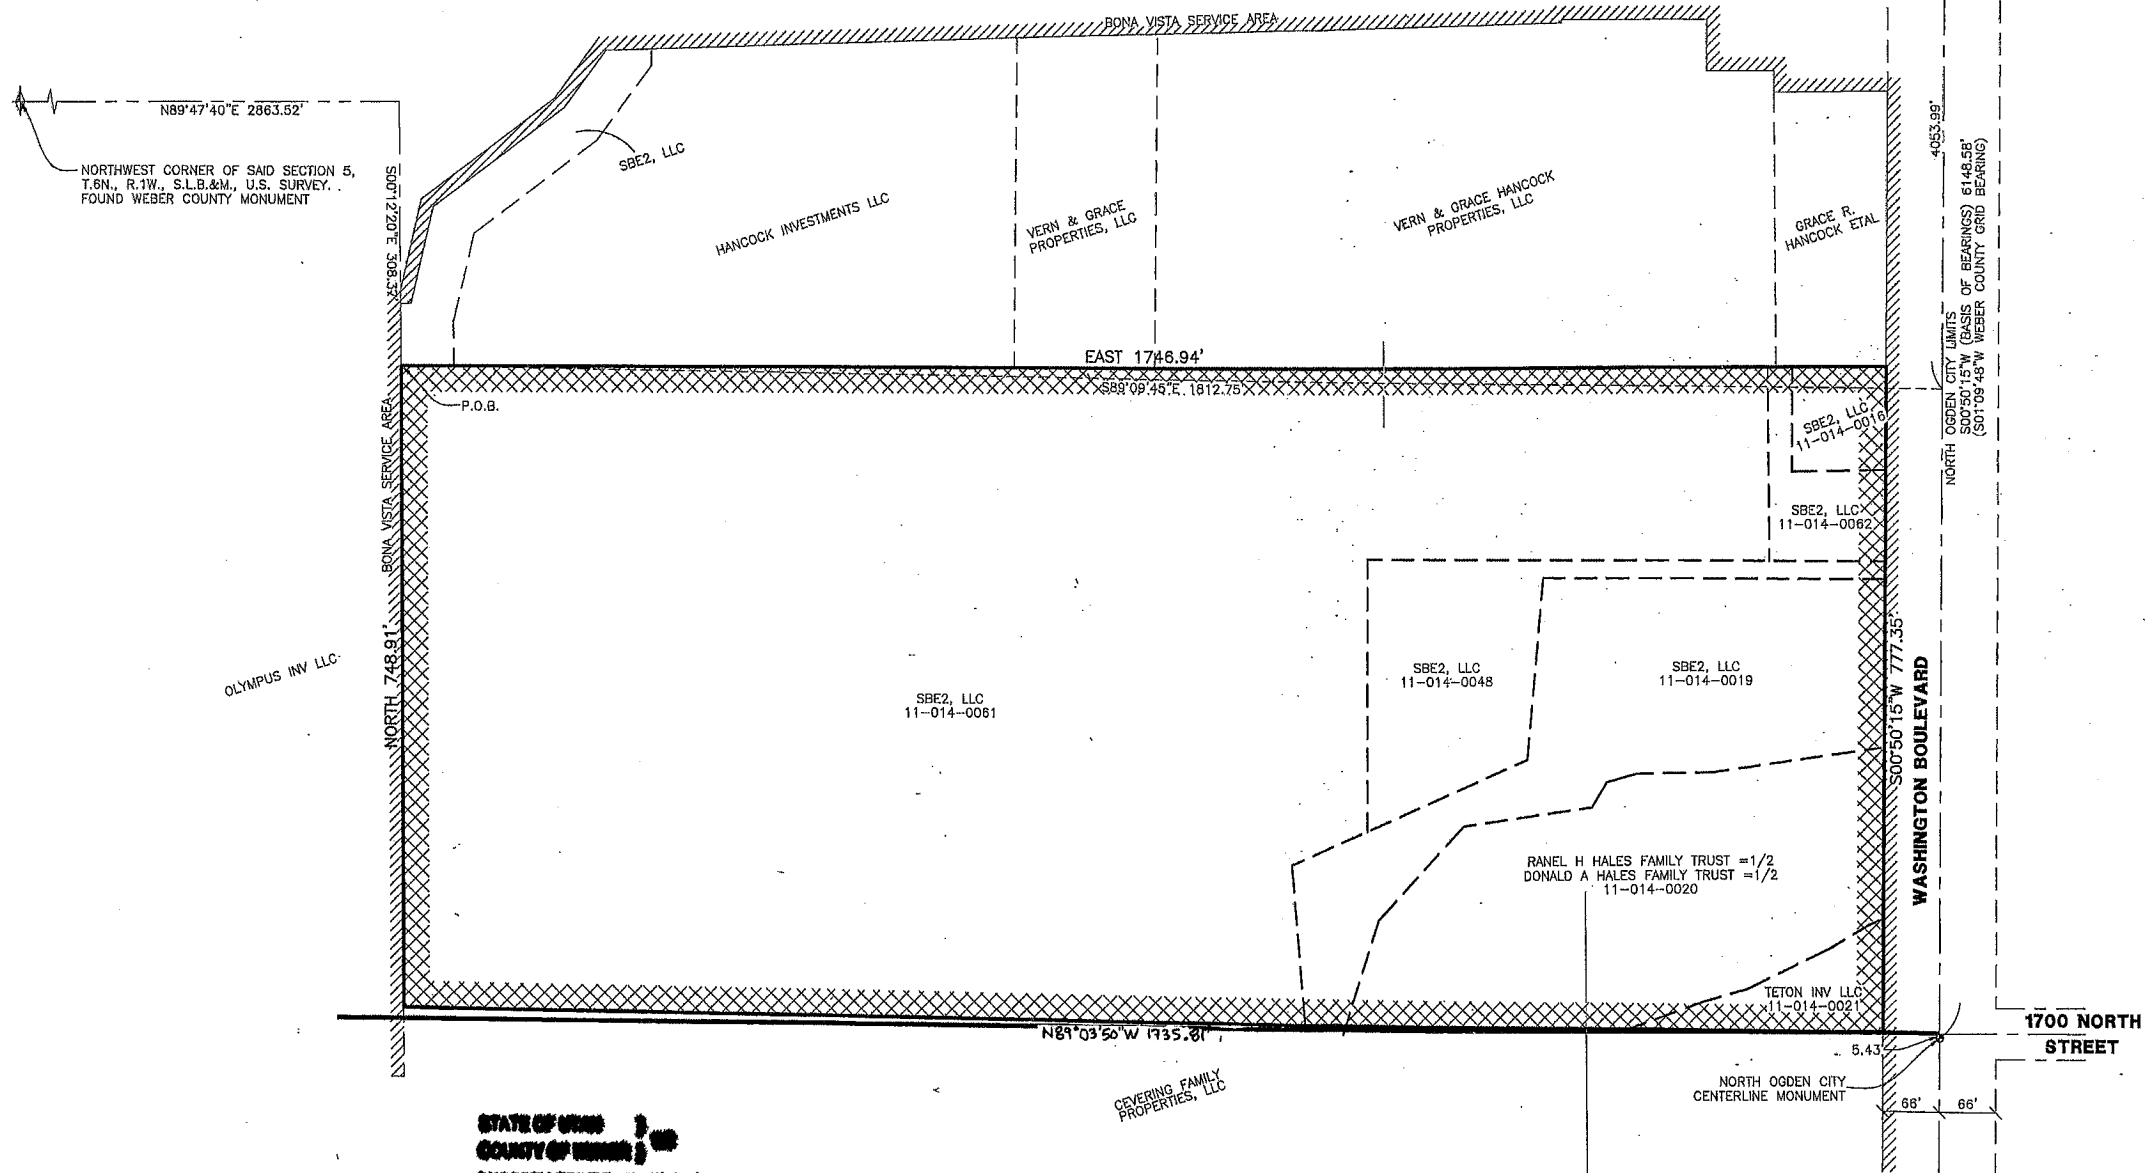 BONA VISTA SERVICE AREA
N89°47'40"E 2863.52'
NORTHWEST CORNER OF SAID SECTION 5,
T.6N., R.1W., S.L.B.&M., U.S. SURVEY.
FOUND WEBER COUNTY MONUMENT
S00°12'20"E 308.32'
SBE2, LLC
HANCOCK INVESTMENTS LLC
VERN & GRACE
PROPERTIES, LLC
VERN & GRACE HANCOCK
PROPERTIES, LLC
GRACE R.
HANCOCK ETAL
4053.99'
NORTH OGDEN CITY LIMITS
S00°50'15"W (BASIS OF BEARINGS) 6148.58'
(S01°09'48"W WEBER COUNTY GRID BEARING)
EAST 1746.94'
S89°09'45"E 1812.75
P.O.B.
BONA VISTA SERVICE AREA
SBE2, LLC
11-014-0016
SBE2, LLC
11-014-0062
OLYMPUS INV LLC
NORTH 748.91'
SBE2, LLC
11-014-0061
SBE2, LLC
11-014-0048
SBE2, LLC
11-014-0019
S00°50'15"W 777.35'
WASHINGTON BOULEVARD
RANEL H HALES FAMILY TRUST =1/2
DONALD A HALES FAMILY TRUST =1/2
11-014-0020
TETON INV LLC
11-014-0021
N89°03'50"W 1735.81'
1700 NORTH
STREET
5.43'
NORTH OGDEN CITY
CENTERLINE MONUMENT
66'
66'
CEVERING FAMILY
PROPERTIES, LLC
STATE OF
COUNTY OF